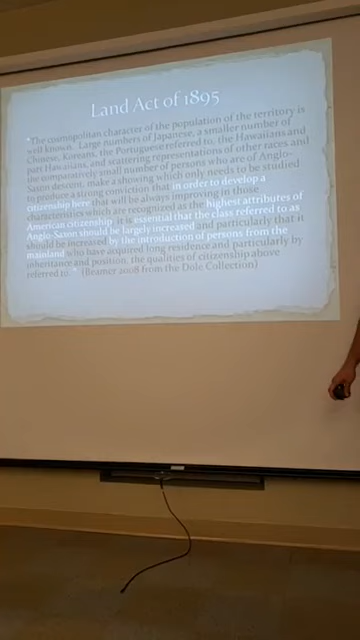 Land Act of 1895
"The cosmopolitan character of the population of the territory is
well known. Large numbers of Japanese, a smaller number of
Chinese, Koreans, the Portuguese referred to, the Hawaiians and
part Hawaiians, and scattering representations of other races and
the comparatively small number of persons who are of Anglo-
Saxon descent, make a showing which only needs to be studied
to produce a strong conviction that in order to develop a
citizenship here that will be always improving in those
characteristics which are recognized as the highest attributes of
American citizenship, it is essential that the class referred to as
Anglo-Saxon should be largely increased and particularly that it
should be increased by the introduction of persons from the
mainland who have acquired long residence and particularly by
inheritance and position, the qualities of citizenship above
referred to. " (Beamer 2008 from the Dole Collection)